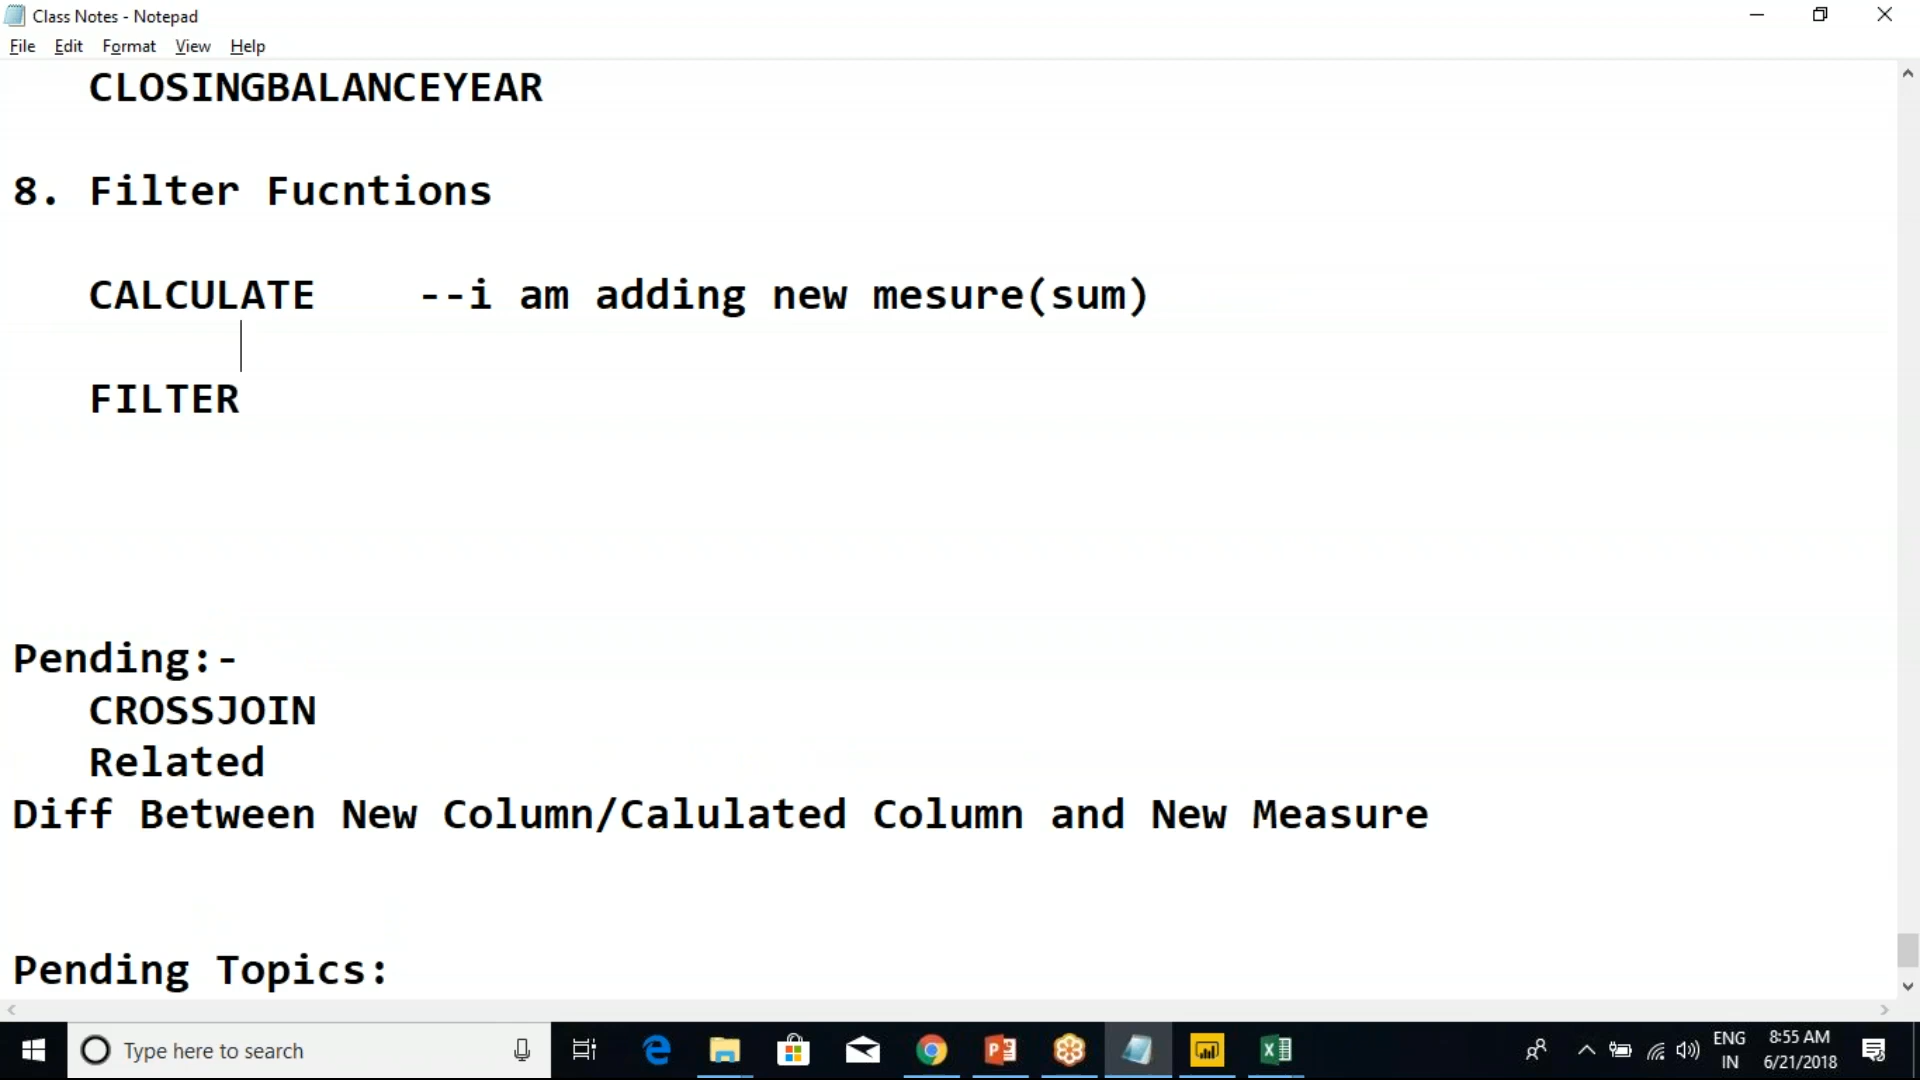 Class Notes - Notepad
File Edit Format View Help
CLOSINGBALANCEYEAR
8. Filter Fucntions
CALCULATE --i am adding new mesure(sum)
FILTER
Pending:-
CROSSJOIN
Related
Diff Between New Column/Calulated Column and New Measure
Pending Topics:
Type here to search
ENG
IN
8:55 AM
6/21/2018